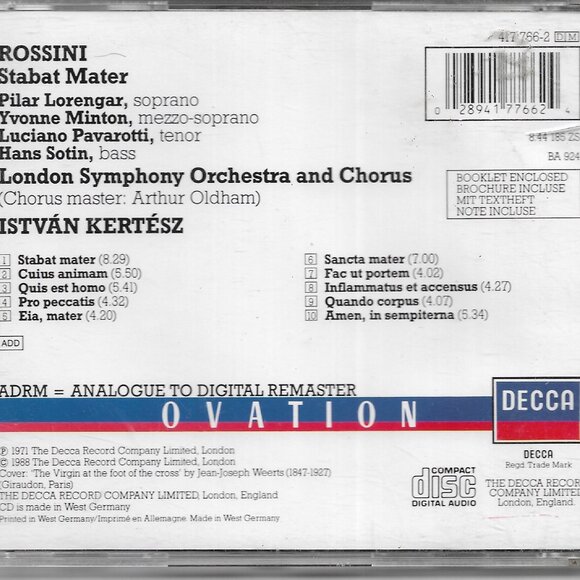 417 766-2 DM
ROSSINI
Stabat Mater
Pilar Lorengar, soprano
Yvonne Minton, mezzo-soprano
Luciano Pavarotti, tenor
Hans Sotin, bass
London Symphony Orchestra and Chorus
(Chorus master: Arthur Oldham)
ISTVÁN KERTÉSZ
0 28941 77662 4
8 44 185 ZS
BA 924
BOOKLET ENCLOSED
BROCHURE INCLUSE
MIT TEXTHEFT
NOTE INCLUSE
1 Stabat mater (8.29)
2 Cuius animam (5.50)
3 Quis est homo (5.41)
4 Pro peccatis (4.32)
5 Eia, mater (4.20)
6 Sancta mater (7.00)
7 Fac ut portem (4.02)
8 Inflammatus et accensus (4.27)
9 Quando corpus (4.07)
10 Amen, in sempiterna (5.34)
ADD
ADRM = ANALOGUE TO DIGITAL REMASTER
OVATION
DECCA
℗ 1971 The Decca Record Company Limited, London
© 1988 The Decca Record Company Limited, London
Cover: 'The Virgin at the foot of the cross' by Jean-Joseph Weerts (1847-1927)
(Giraudon, Paris)
THE DECCA RECORD COMPANY LIMITED, London, England
CD is made in West Germany
Printed in West Germany/Imprimé en Allemagne. Made in West Germany
COMPACT
disc
DIGITAL AUDIO
DECCA
Regd. Trade Mark
THE DECCA RECORD
COMPANY LIMITED,
London, England.